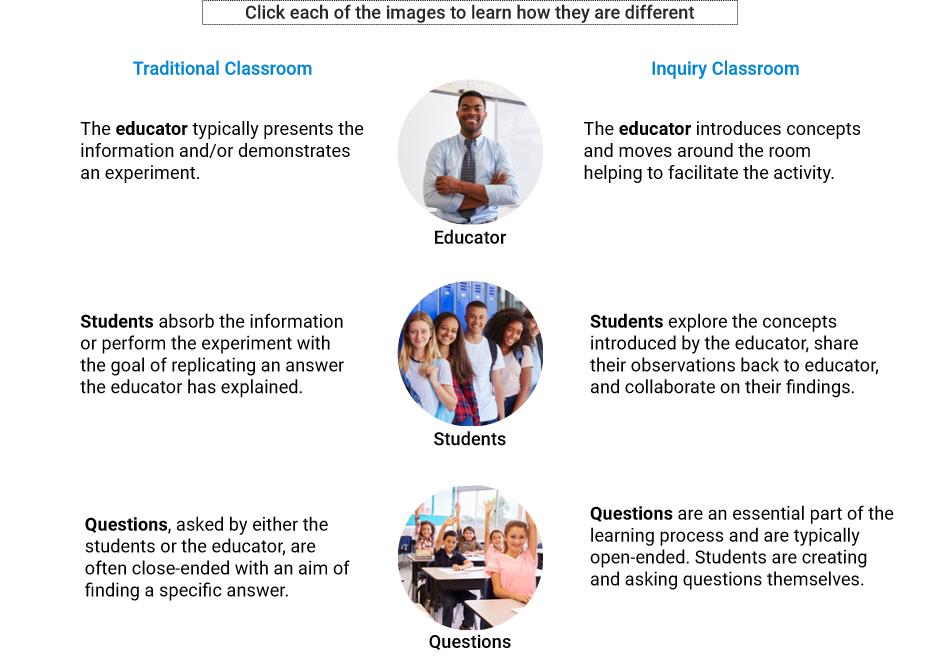 Click each of the images to learn how they are different
Traditional Classroom
Inquiry Classroom
The educator typically presents the
information and/or demonstrates
an experiment.
The educator introduces concepts
and moves around the room
helping to facilitate the activity.
Educator
Students absorb the information
or perform the experiment with
the goal of replicating an answer
the educator has explained.
Students explore the concepts
introduced by the educator, share
their observations back to educator,
and collaborate on their findings.
Students
Questions, asked by either the
students or the educator, are
often close-ended with an aim of
finding a specific answer.
Questions are an essential part of the
learning process and are typically
open-ended. Students are creating
and asking questions themselves.
Questions